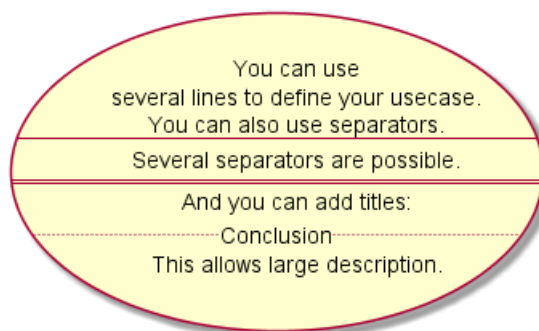 You can use
several lines to define your usecase.
You can also use separators.
Several separators are possible.
And you can add titles:
Conclusion
This allows large description.